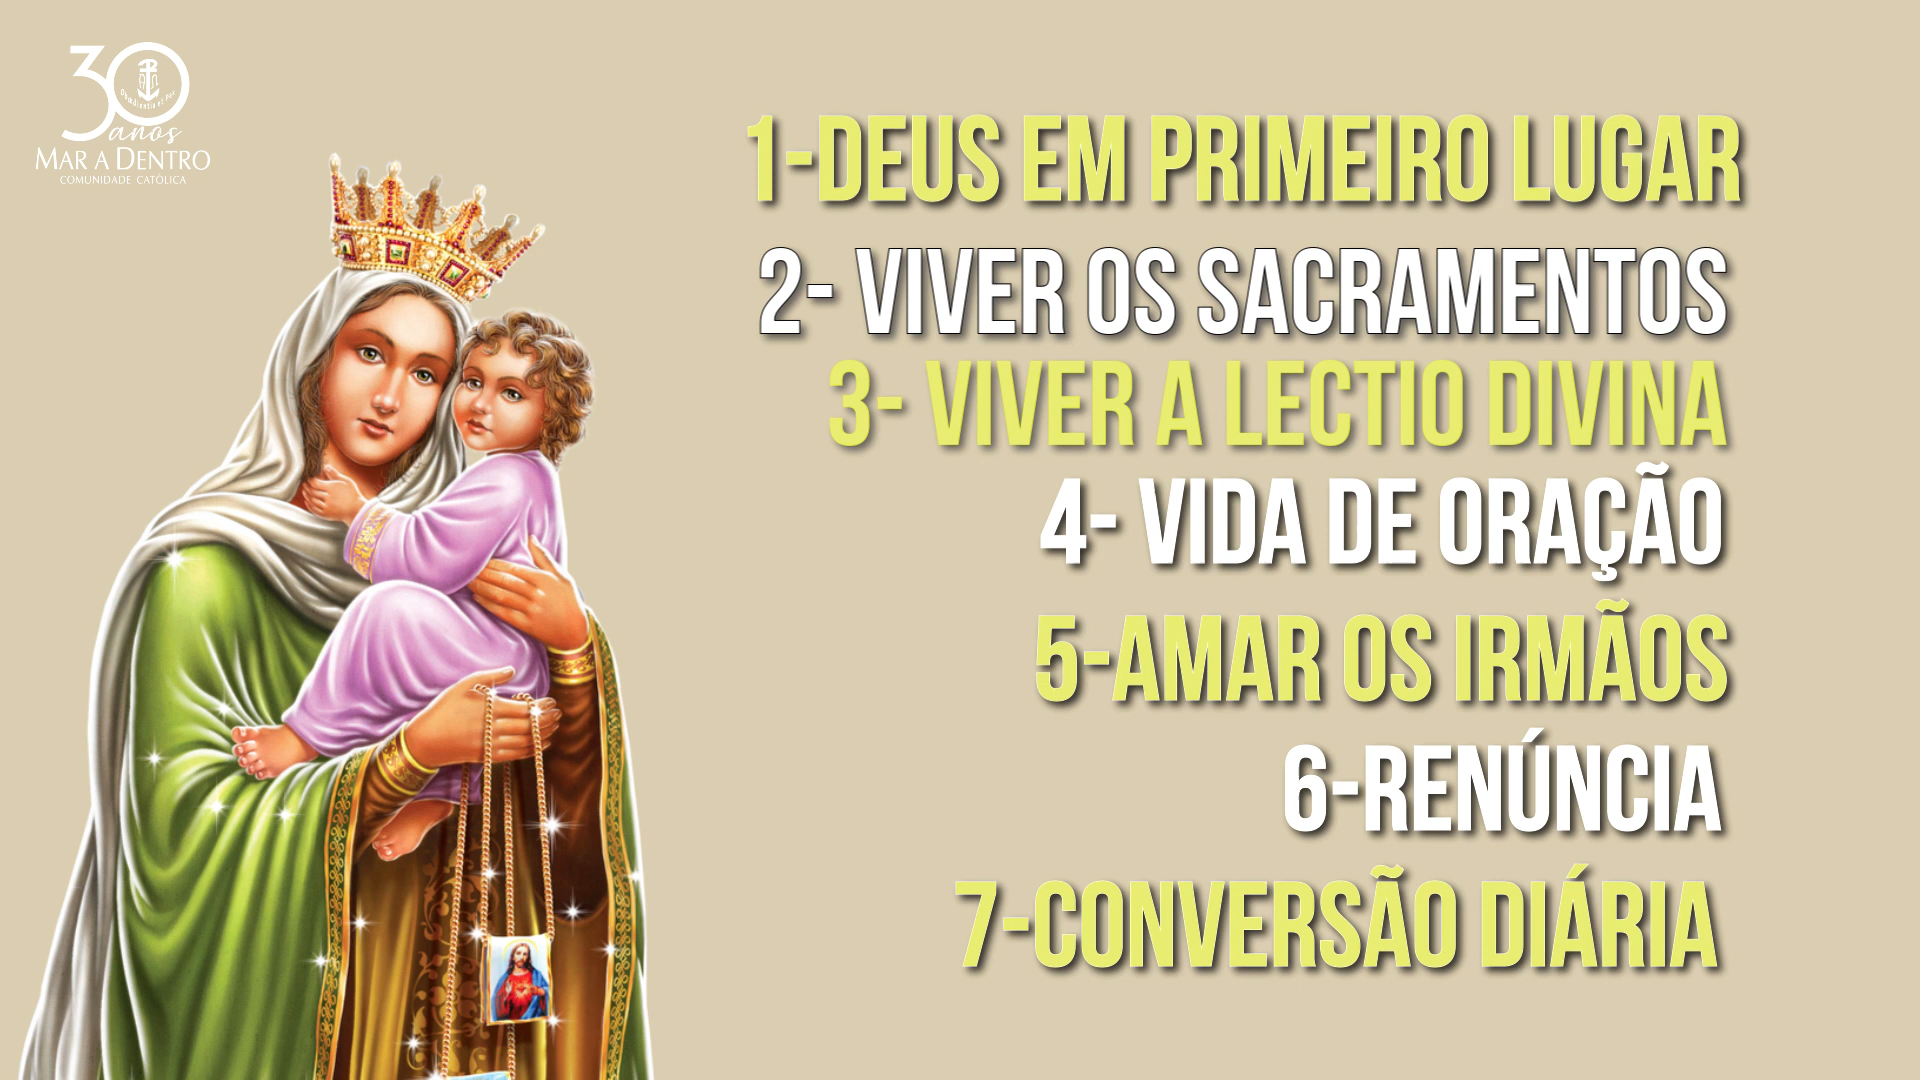 30
anos
MAR A DENTRO
COMUNIDADE CATÓLICA
1-DEUS EM PRIMEIRO LUGAR
2- VIVER OS SACRAMENTOS
3- VIVER A LECTIO DIVINA
4- VIDA DE ORAÇÃO
5-AMAR OS IRMÃOS
6-RENÚNCIA
7-CONVERSÃO DIÁRIA